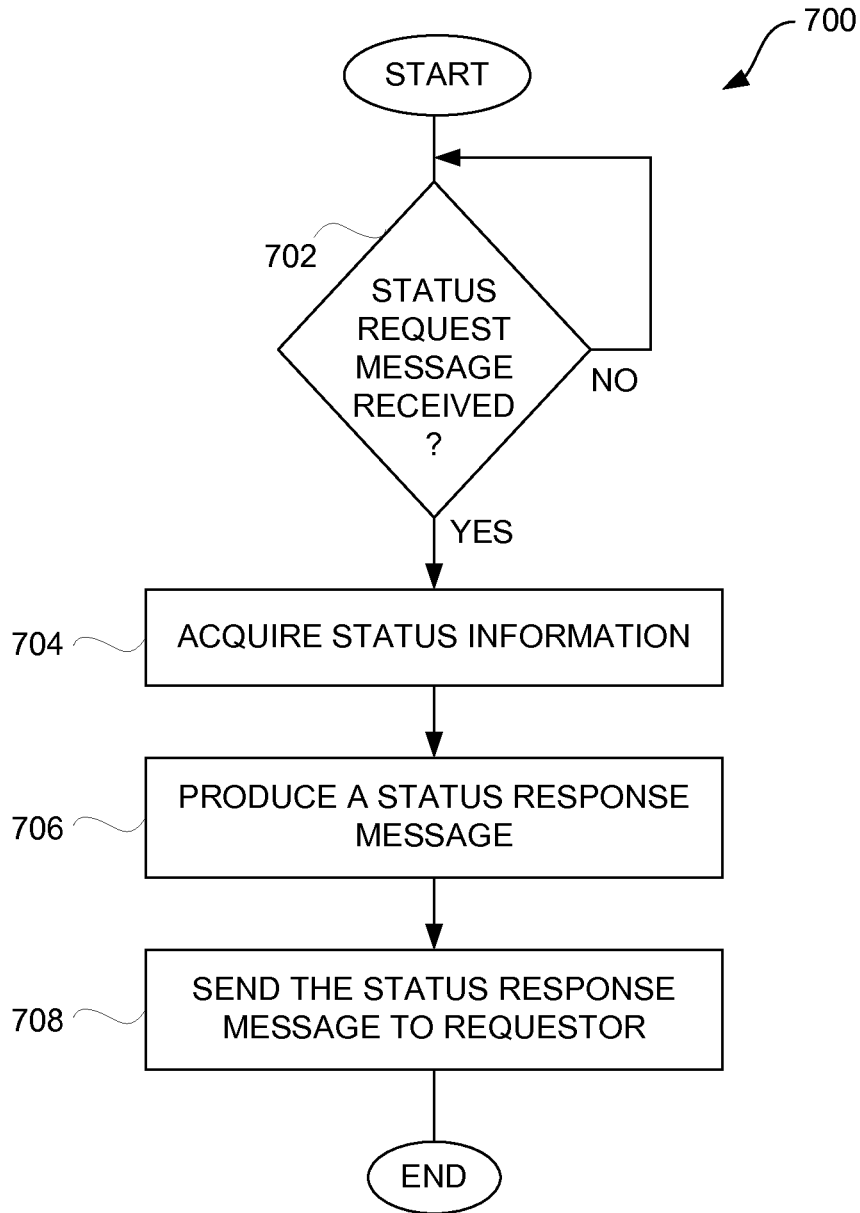 700
START
702
STATUS
REQUEST
MESSAGE
RECEIVED
?
NO
YES
704
ACQUIRE STATUS INFORMATION
706
PRODUCE A STATUS RESPONSE
MESSAGE
708
SEND THE STATUS RESPONSE
MESSAGE TO REQUESTOR
END